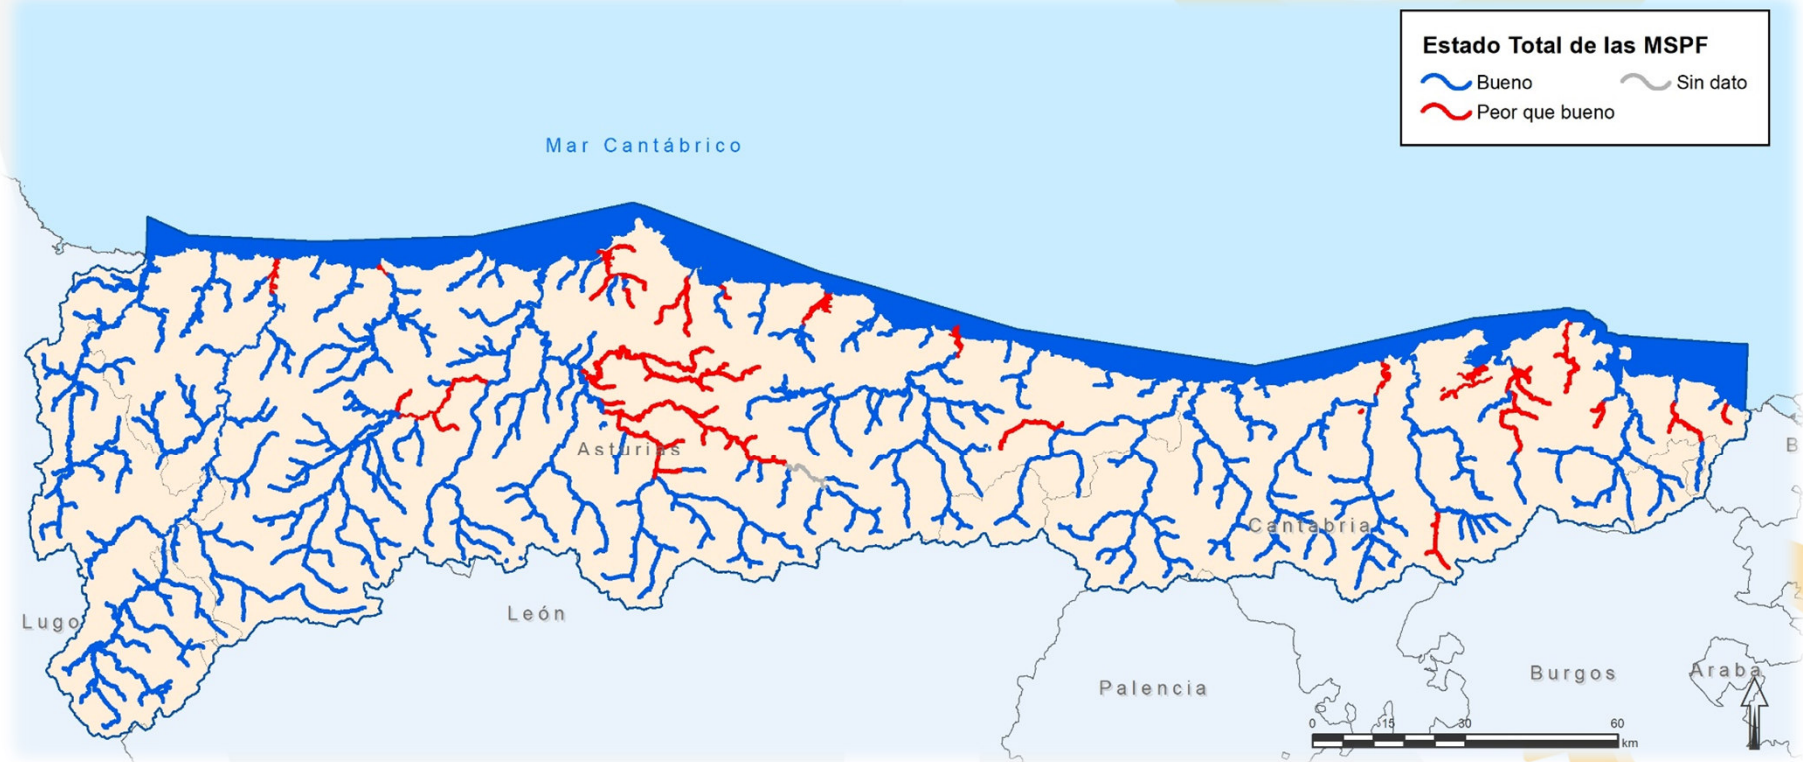 Estado Total de las MSPF
Bueno
Sin dato
Peor que bueno
Mar Cantábrico
Asturias
Cantabria
B
Lugo
León
Palencia
Burgos
Araba
0 15 30 60
km